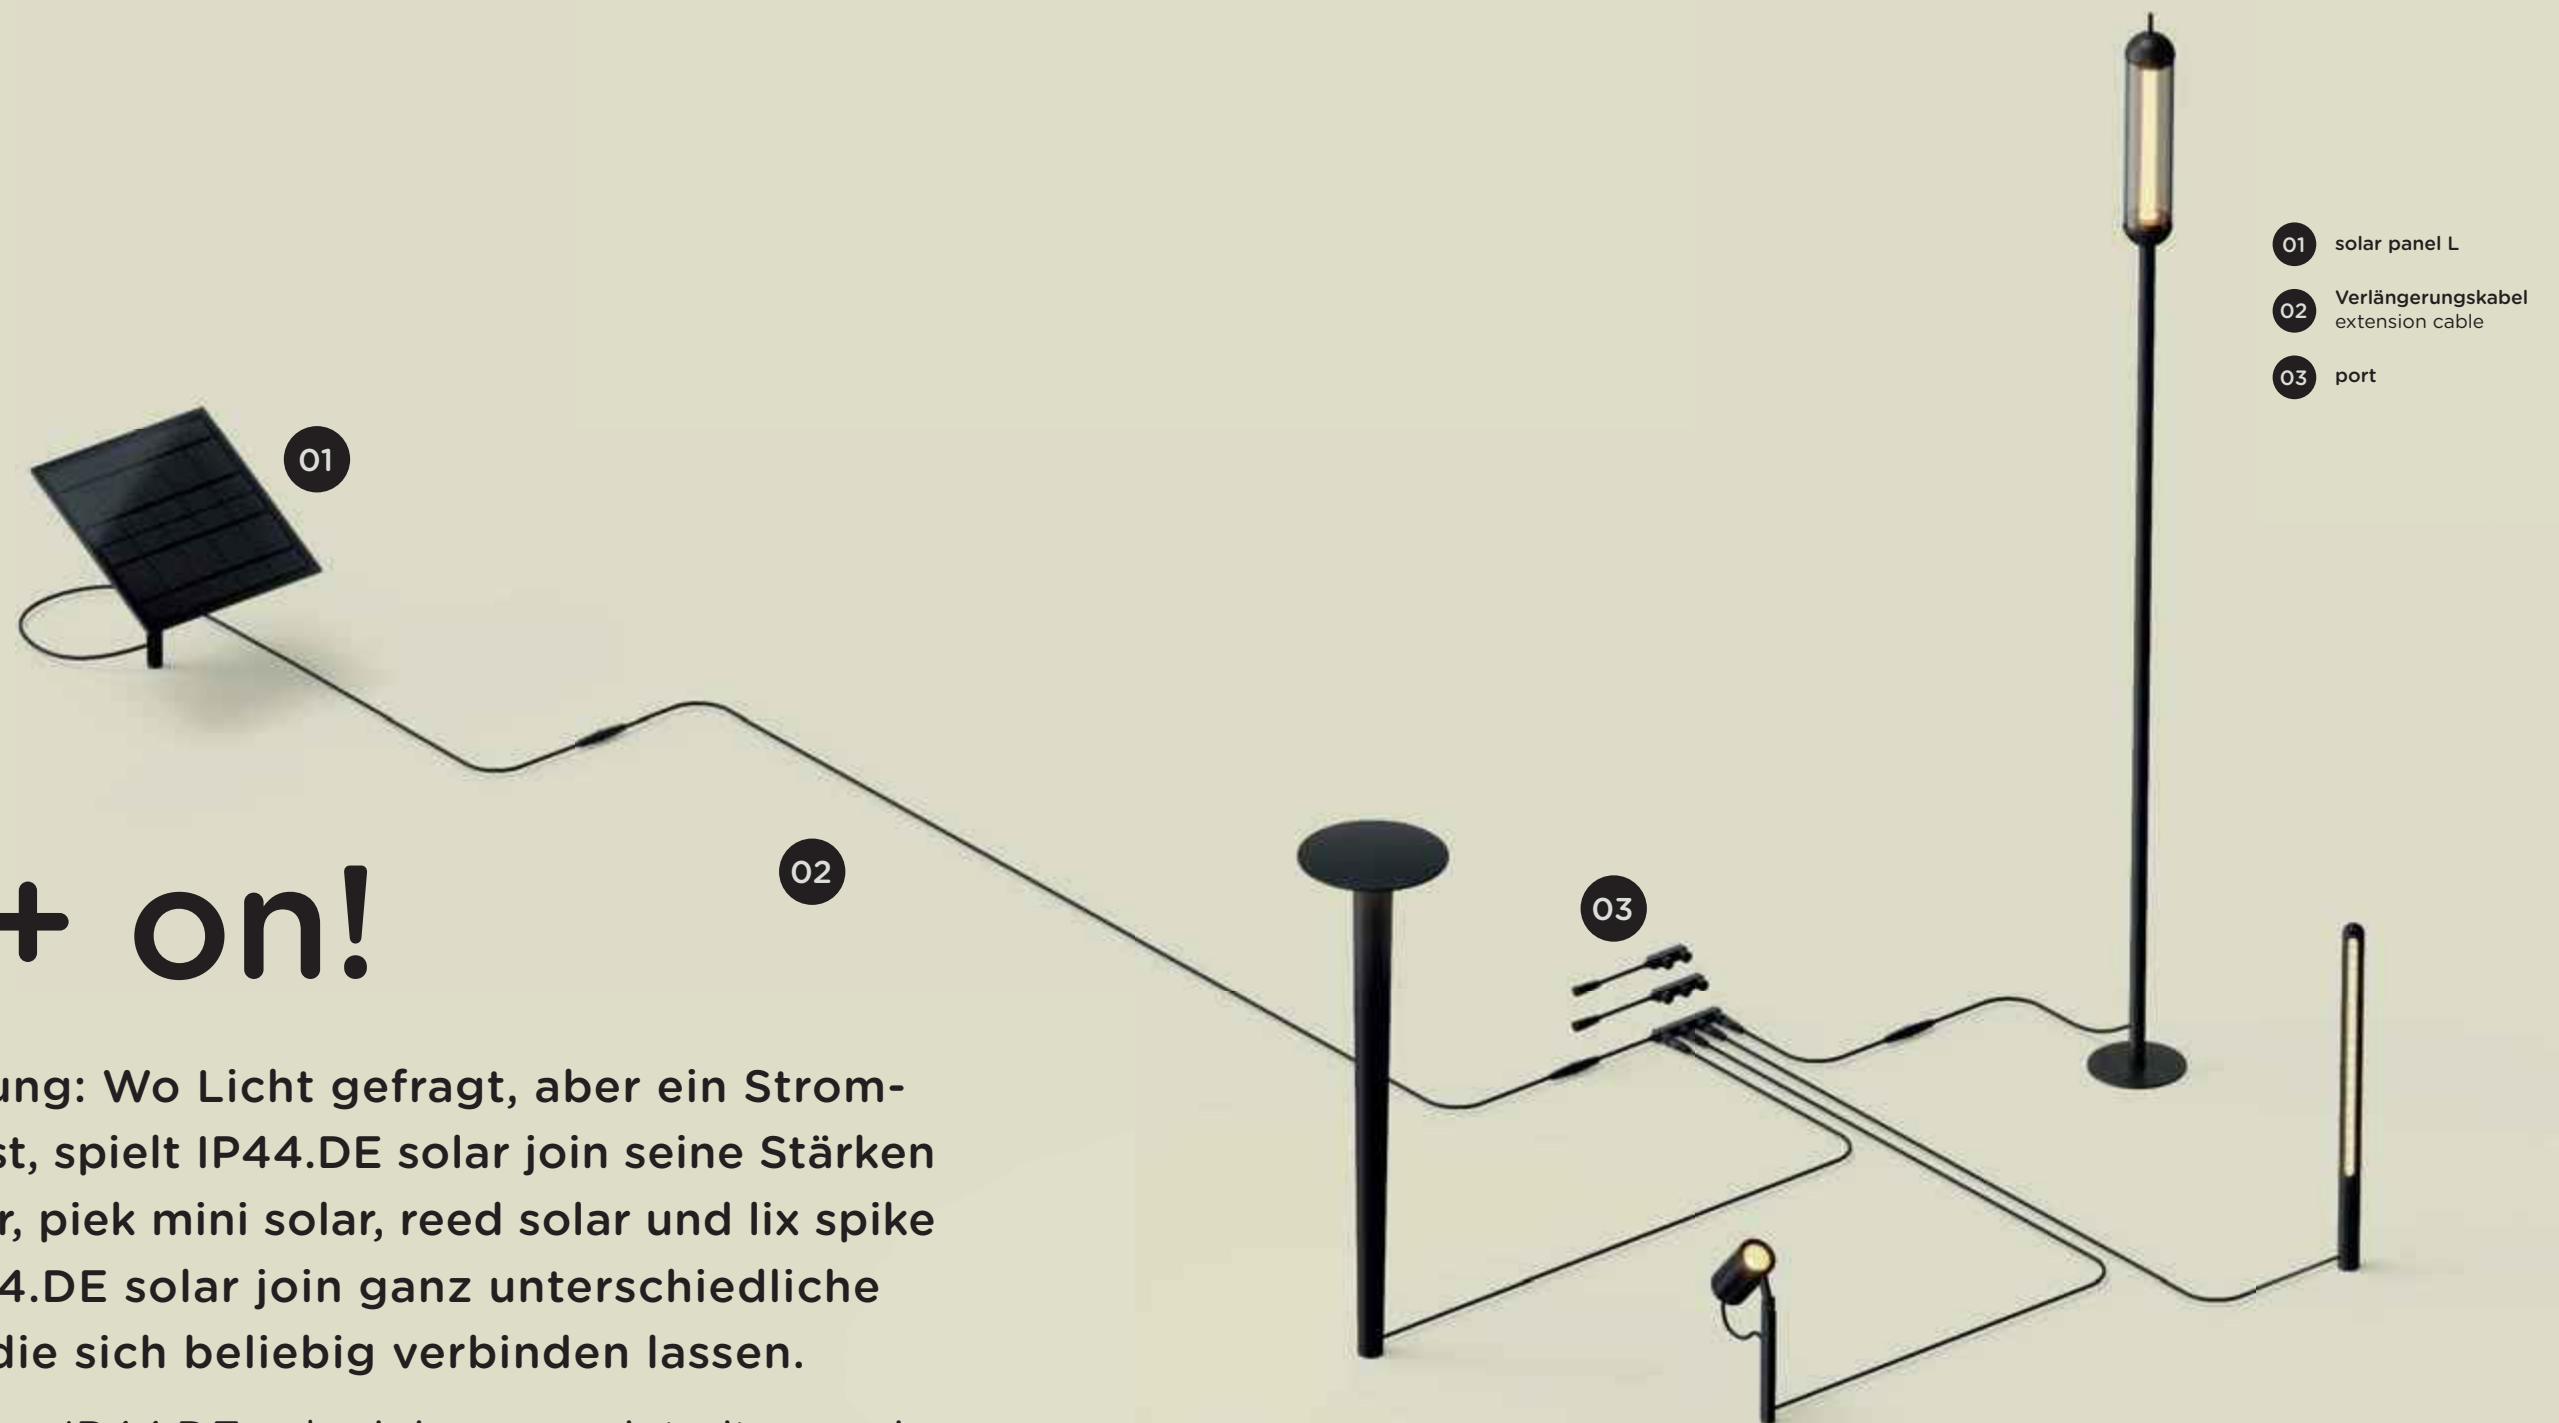 01
solar panel L
02
Verlängerungskabel
extension cable
03
port
01
02
03
+ on!
ung: Wo Licht gefragt, aber ein Strom-
st, spielt IP44.DE solar join seine Stärken
r, piek mini solar, reed solar und lix spike
4.DE solar join ganz unterschiedliche
die sich beliebig verbinden lassen.